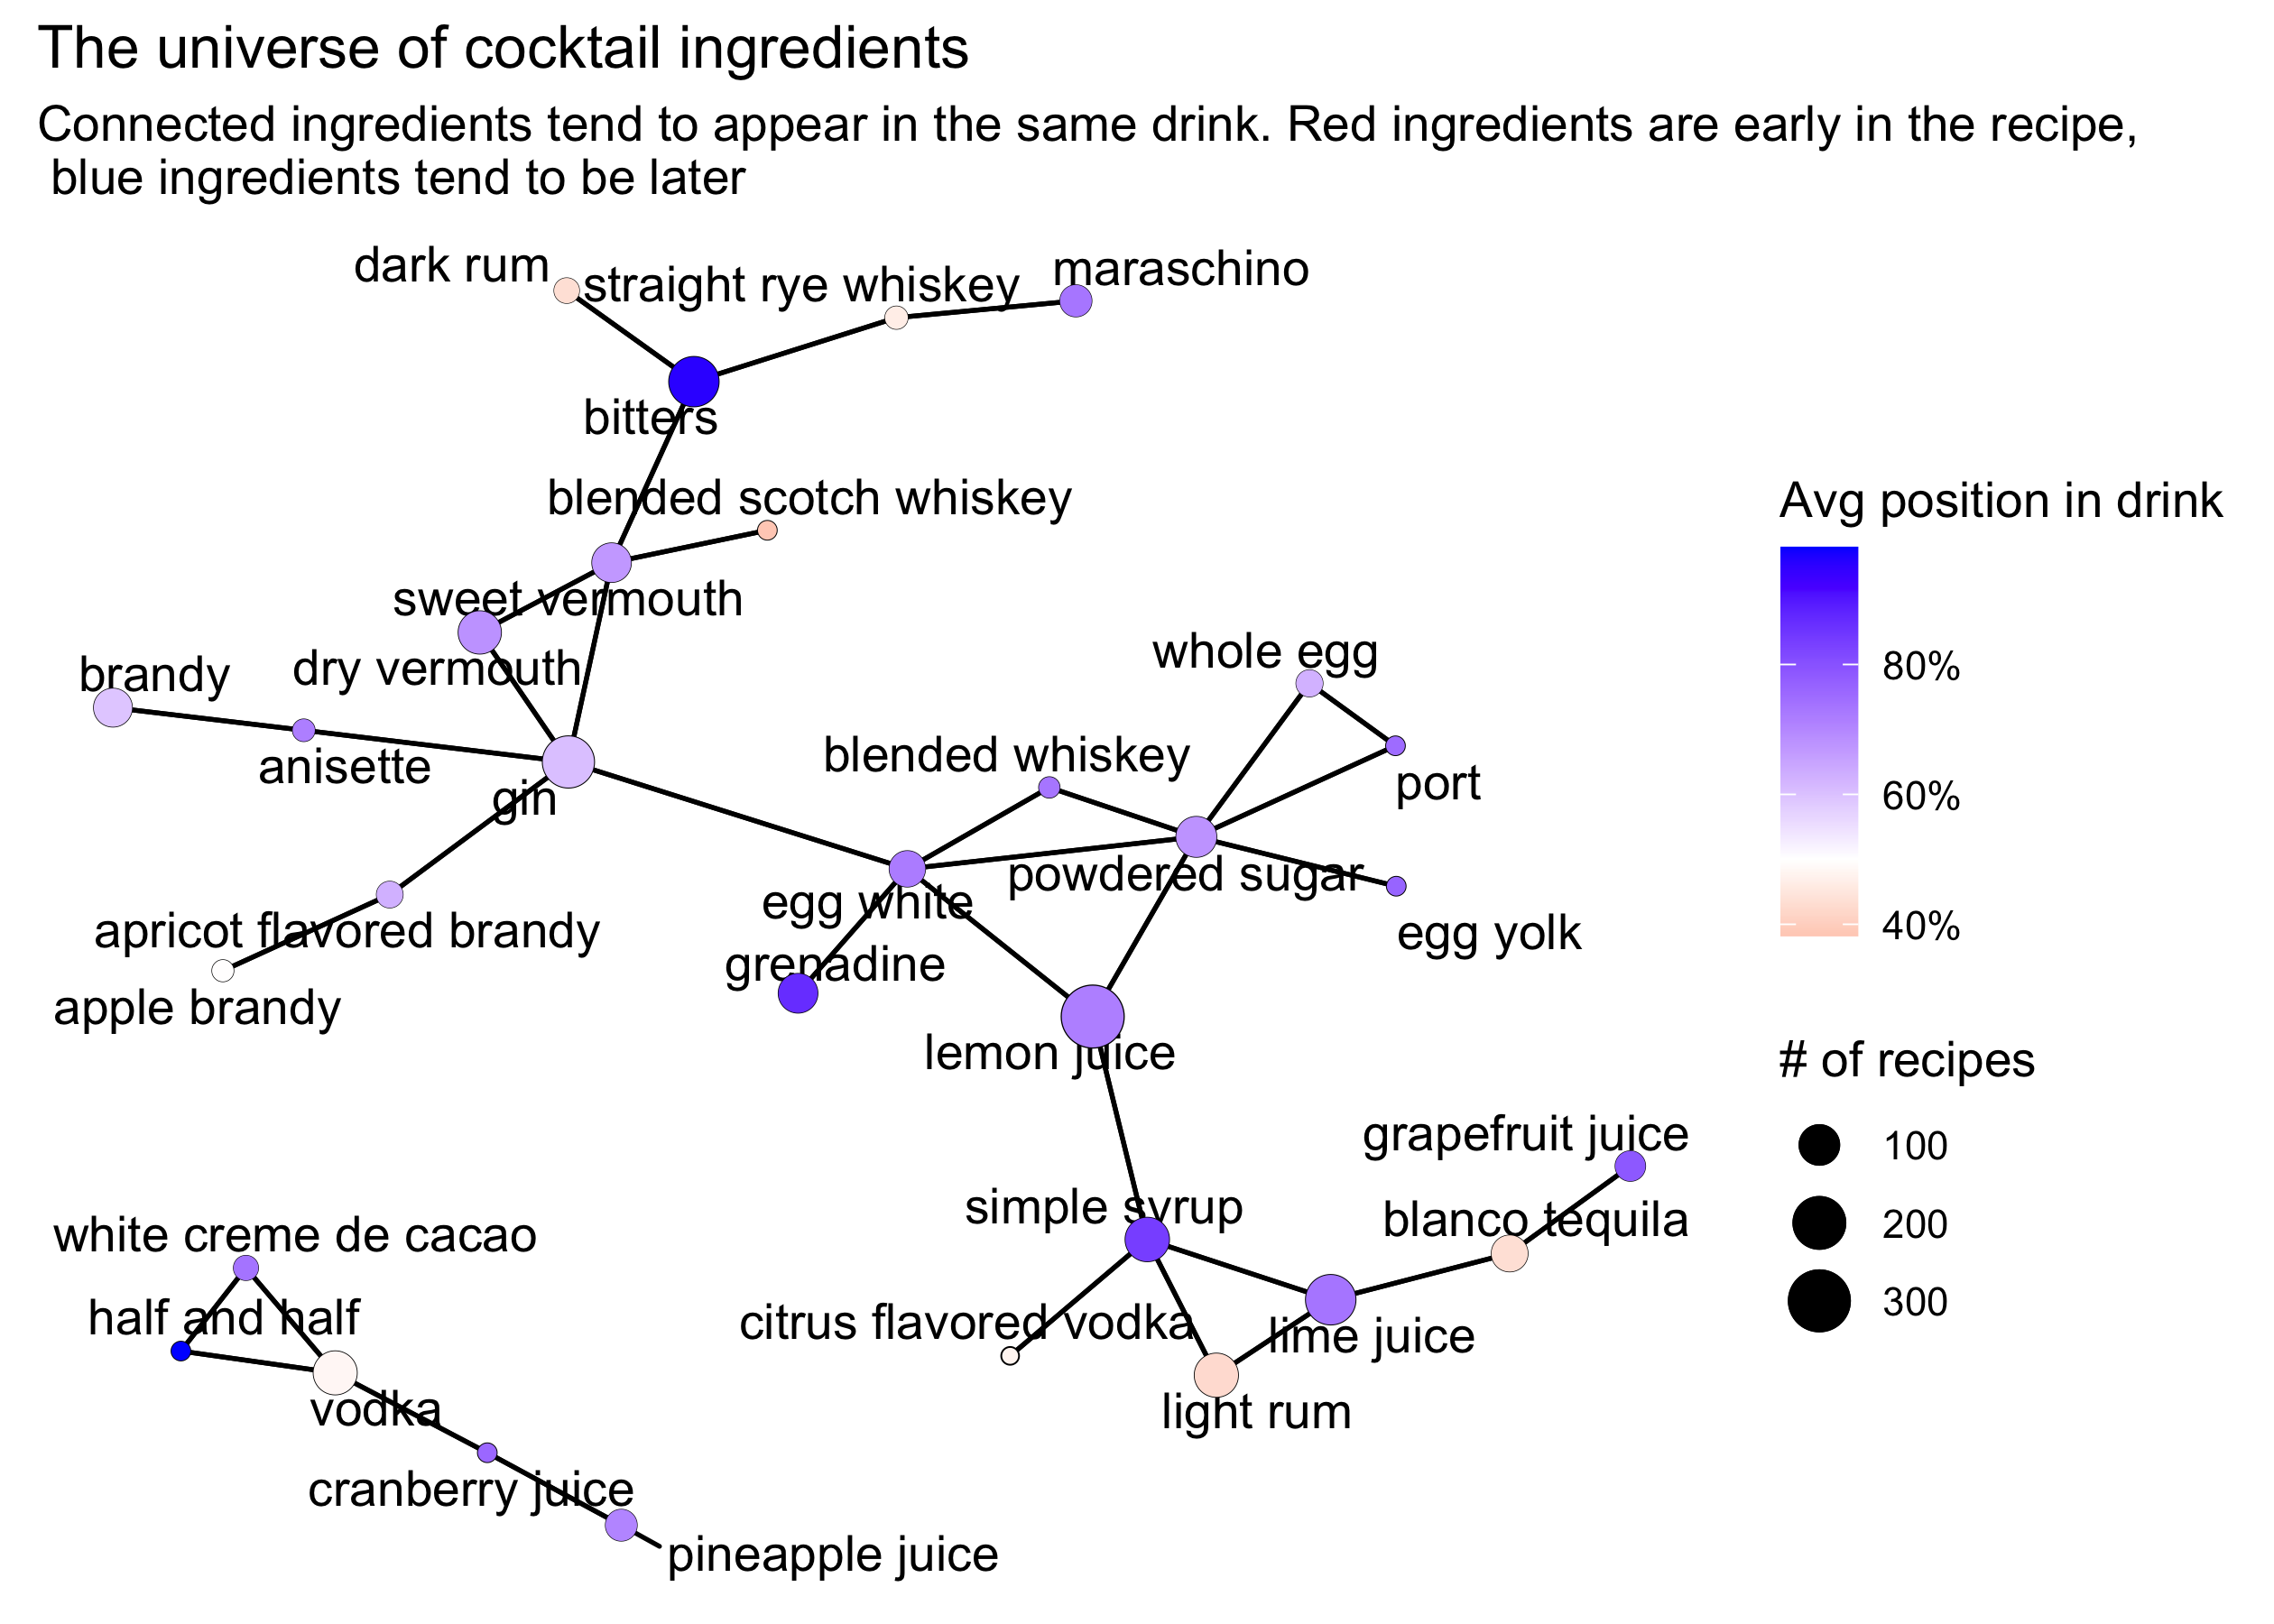 The universe of cocktail ingredients
Connected ingredients tend to appear in the same drink. Red ingredients are early in the recipe,
blue ingredients tend to be later
dark rum
straight rye whiskey
maraschino
bitters
blended scotch whiskey
sweet vermouth
dry vermouth
brandy
anisette
gin
apricot flavored brandy
apple brandy
whole egg
blended whiskey
port
powdered sugar
egg white
egg yolk
grenadine
lemon juice
grapefruit juice
simple syrup
blanco tequila
citrus flavored vodka
lime juice
light rum
white creme de cacao
half and half
vodka
cranberry juice
pineapple juice
Avg position in drink
80%
60%
40%
# of recipes
100
200
300